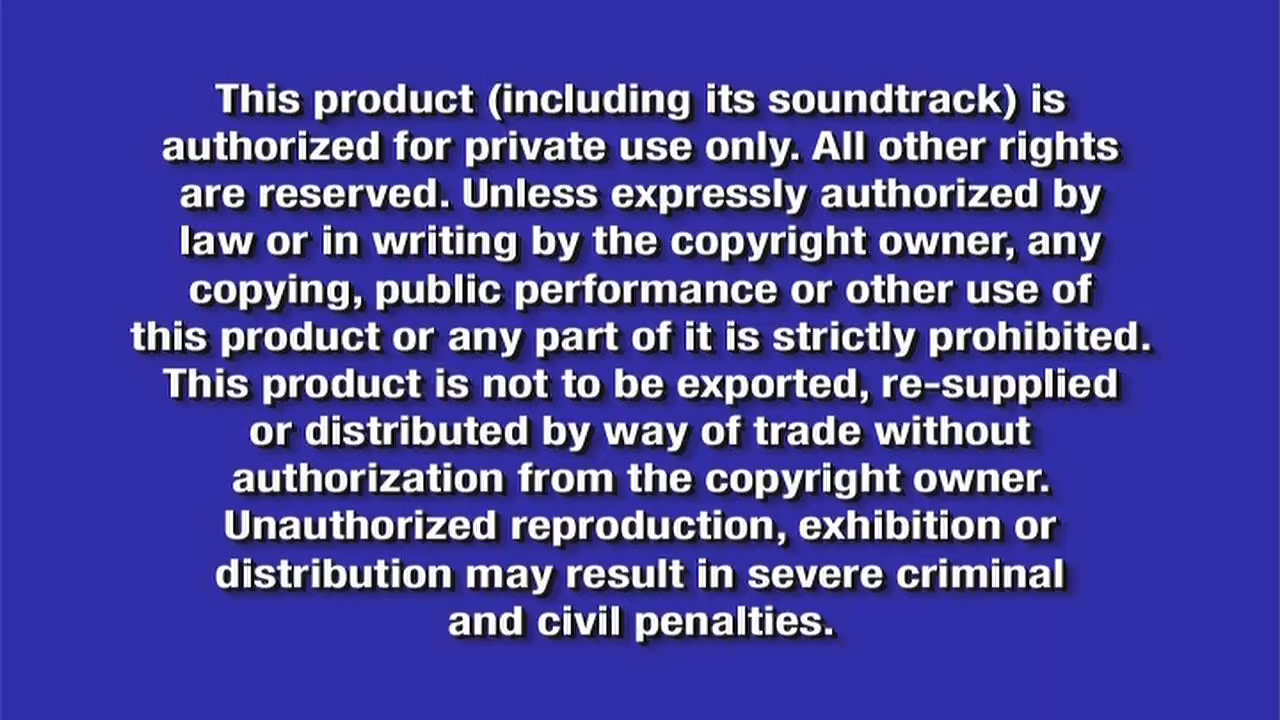 This product (including its soundtrack) is
authorized for private use only. All other rights
are reserved. Unless expressly authorized by
law or in writing by the copyright owner, any
copying, public performance or other use of
this product or any part of it is strictly prohibited.
This product is not to be exported, re-supplied
or distributed by way of trade without
authorization from the copyright owner.
Unauthorized reproduction, exhibition or
distribution may result in severe criminal
and civil penalties.